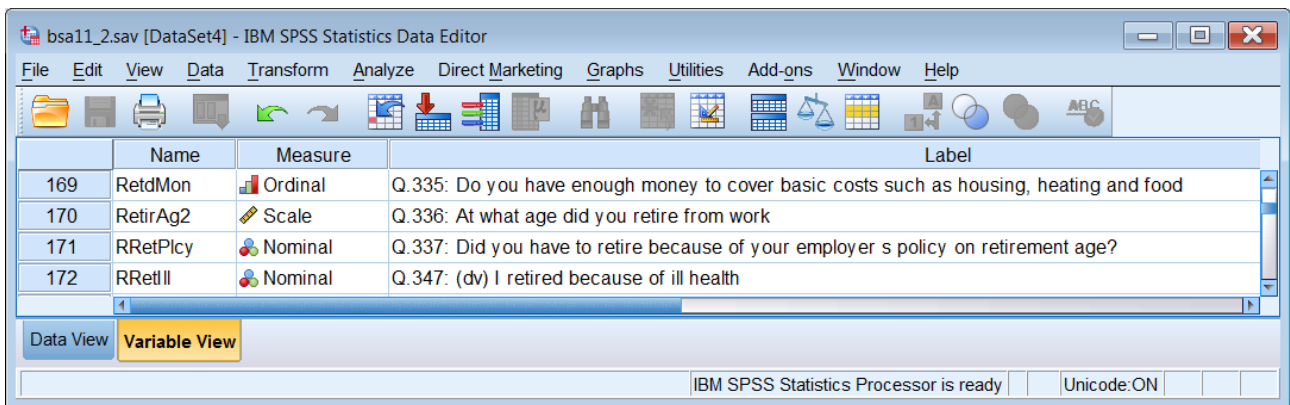 bsa11_2.sav [DataSet4] - IBM SPSS Statistics Data Editor
File Edit View Data Transform Analyze Direct Marketing Graphs Utilities Add-ons Window Help
A
1
ABC
μ
Name Measure Label
169 RetdMon Ordinal Q.335: Do you have enough money to cover basic costs such as housing, heating and food
170 RetirAg2 Scale Q.336: At what age did you retire from work
171 RRetPlcy Nominal Q.337: Did you have to retire because of your employer s policy on retirement age?
172 RRetIll Nominal Q.347: (dv) I retired because of ill health
Data View Variable View
IBM SPSS Statistics Processor is ready Unicode:ON